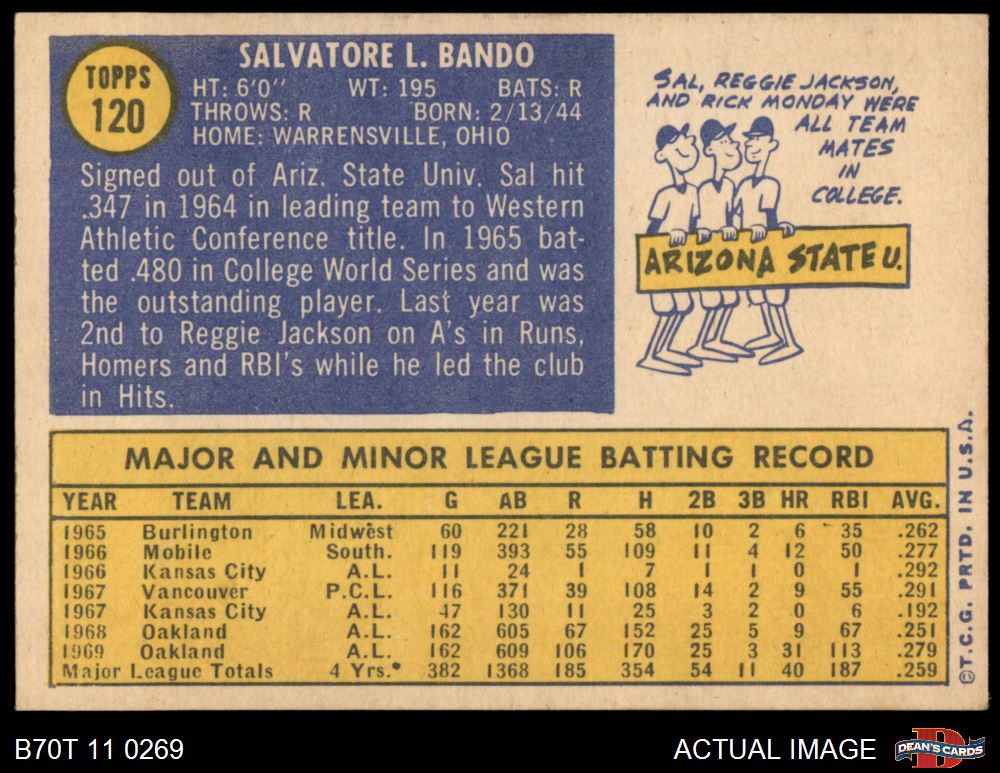 TOPPS
120
SALVATORE L. BANDO
HT: 6'0" WT: 195 BATS: R
THROWS: R BORN: 2/13/44
HOME: WARRENSVILLE, OHIO
Signed out of Ariz. State Univ. Sal hit
.347 in 1964 in leading team to Western
Athletic Conference title. In 1965 bat-
ted .480 in College World Series and was
the outstanding player. Last year was
2nd to Reggie Jackson on A's in Runs,
Homers and RBI's while he led the club
in Hits.
SAL, REGGIE JACKSON,
AND RICK MONDAY WERE
ALL TEAM
MATES
IN
COLLEGE.
ARIZONA STATE U.
MAJOR AND MINOR LEAGUE BATTING RECORD
YEAR TEAM LEA. G AB R H 2B 3B HR RBI AVG.
1965 Burlington Midwest 60 221 28 58 10 2 6 35 .262
1966 Mobile South. 119 393 55 109 11 4 12 50 .277
1966 Kansas City A.L. 11 24 1 7 1 1 0 1 .292
1967 Vancouver P.C.L. 116 371 39 108 14 2 9 55 .291
1967 Kansas City A.L. 47 130 11 25 3 2 0 6 .192
1968 Oakland A.L. 162 605 67 152 25 5 9 67 .251
1969 Oakland A.L. 162 609 106 170 25 3 31 113 .279
Major League Totals 4 Yrs.* 382 1368 185 354 54 11 40 187 .259
©T.C.G. PRTD. IN U.S.A.
B70T 11 0269
ACTUAL IMAGE
D
DEAN'S CARDS